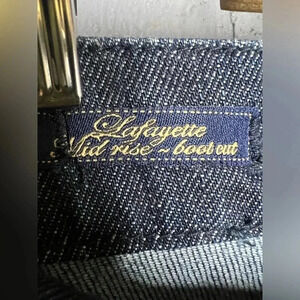 Lafayette
Mid rise ~ boot cut